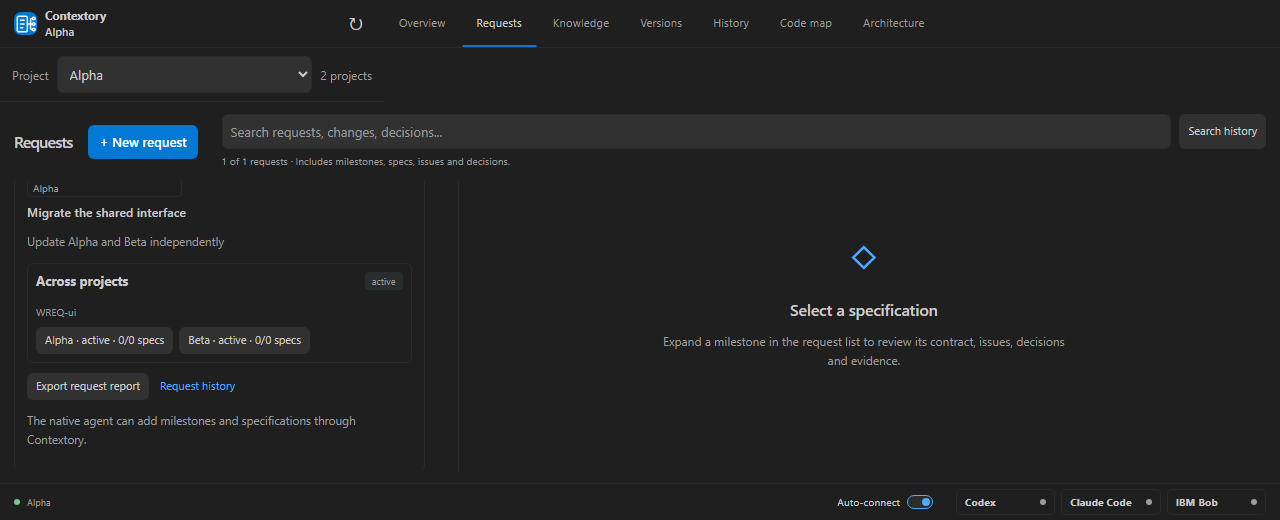 Contextory
Alpha
Overview
Requests
Knowledge
Versions
History
Code map
Architecture
Project
Alpha
2 projects
Requests
+ New request
Search requests, changes, decisions...
Search history
1 of 1 requests · Includes milestones, specs, issues and decisions.
Alpha
Migrate the shared interface
Update Alpha and Beta independently
Across projects
active
WREQ-ui
Alpha · active · 0/0 specs
Beta · active · 0/0 specs
Export request report
Request history
The native agent can add milestones and specifications through
Contextory.
Select a specification
Expand a milestone in the request list to review its contract, issues, decisions
and evidence.
Alpha
Auto-connect
Codex
Claude Code
IBM Bob